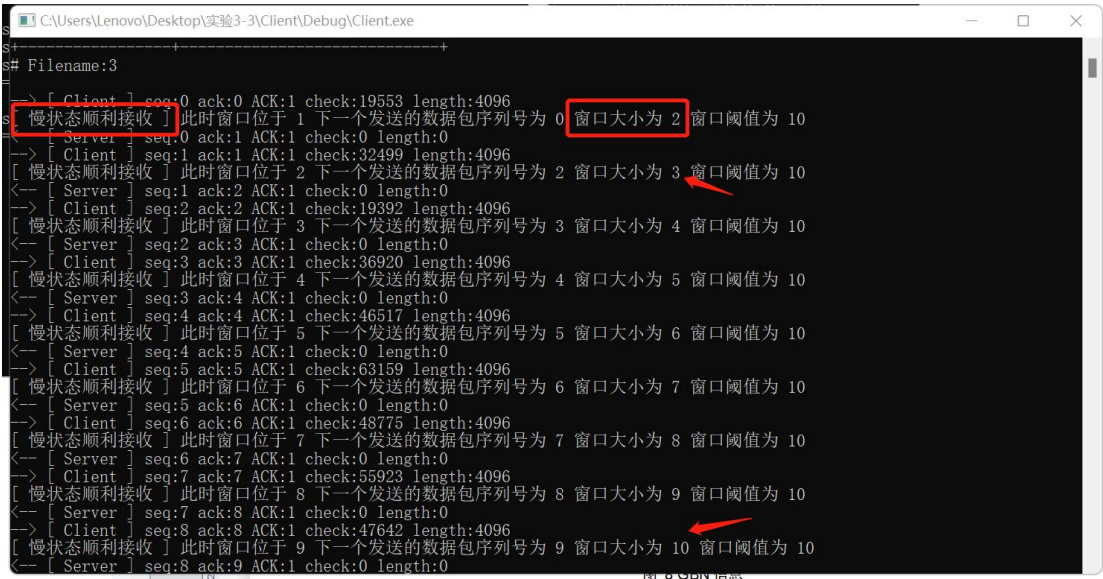 C:\Users\Lenovo\Desktop\实验3-3\Client\Debug\Client.exe
+-----------------+------------------------------+
# Filename:3
--> [ Client ] seq:0 ack:0 ACK:1 check:19553 length:4096
[ 慢状态顺利接收 ] 此时窗口位于 1 下一个发送的数据包序列号为 0 窗口大小为 2 窗口阈值为 10
<-- [ Server ] seq:0 ack:1 ACK:1 check:0 length:0
--> [ Client ] seq:1 ack:1 ACK:1 check:32499 length:4096
[ 慢状态顺利接收 ] 此时窗口位于 2 下一个发送的数据包序列号为 2 窗口大小为 3 窗口阈值为 10
<-- [ Server ] seq:1 ack:2 ACK:1 check:0 length:0
--> [ Client ] seq:2 ack:2 ACK:1 check:19392 length:4096
[ 慢状态顺利接收 ] 此时窗口位于 3 下一个发送的数据包序列号为 3 窗口大小为 4 窗口阈值为 10
<-- [ Server ] seq:2 ack:3 ACK:1 check:0 length:0
--> [ Client ] seq:3 ack:3 ACK:1 check:36920 length:4096
[ 慢状态顺利接收 ] 此时窗口位于 4 下一个发送的数据包序列号为 4 窗口大小为 5 窗口阈值为 10
<-- [ Server ] seq:3 ack:4 ACK:1 check:0 length:0
--> [ Client ] seq:4 ack:4 ACK:1 check:46517 length:4096
[ 慢状态顺利接收 ] 此时窗口位于 5 下一个发送的数据包序列号为 5 窗口大小为 6 窗口阈值为 10
<-- [ Server ] seq:4 ack:5 ACK:1 check:0 length:0
--> [ Client ] seq:5 ack:5 ACK:1 check:63159 length:4096
[ 慢状态顺利接收 ] 此时窗口位于 6 下一个发送的数据包序列号为 6 窗口大小为 7 窗口阈值为 10
<-- [ Server ] seq:5 ack:6 ACK:1 check:0 length:0
--> [ Client ] seq:6 ack:6 ACK:1 check:48775 length:4096
[ 慢状态顺利接收 ] 此时窗口位于 7 下一个发送的数据包序列号为 7 窗口大小为 8 窗口阈值为 10
<-- [ Server ] seq:6 ack:7 ACK:1 check:0 length:0
--> [ Client ] seq:7 ack:7 ACK:1 check:55923 length:4096
[ 慢状态顺利接收 ] 此时窗口位于 8 下一个发送的数据包序列号为 8 窗口大小为 9 窗口阈值为 10
<-- [ Server ] seq:7 ack:8 ACK:1 check:0 length:0
--> [ Client ] seq:8 ack:8 ACK:1 check:47642 length:4096
[ 慢状态顺利接收 ] 此时窗口位于 9 下一个发送的数据包序列号为 9 窗口大小为 10 窗口阈值为 10
<-- [ Server ] seq:8 ack:9 ACK:1 check:0 length:0